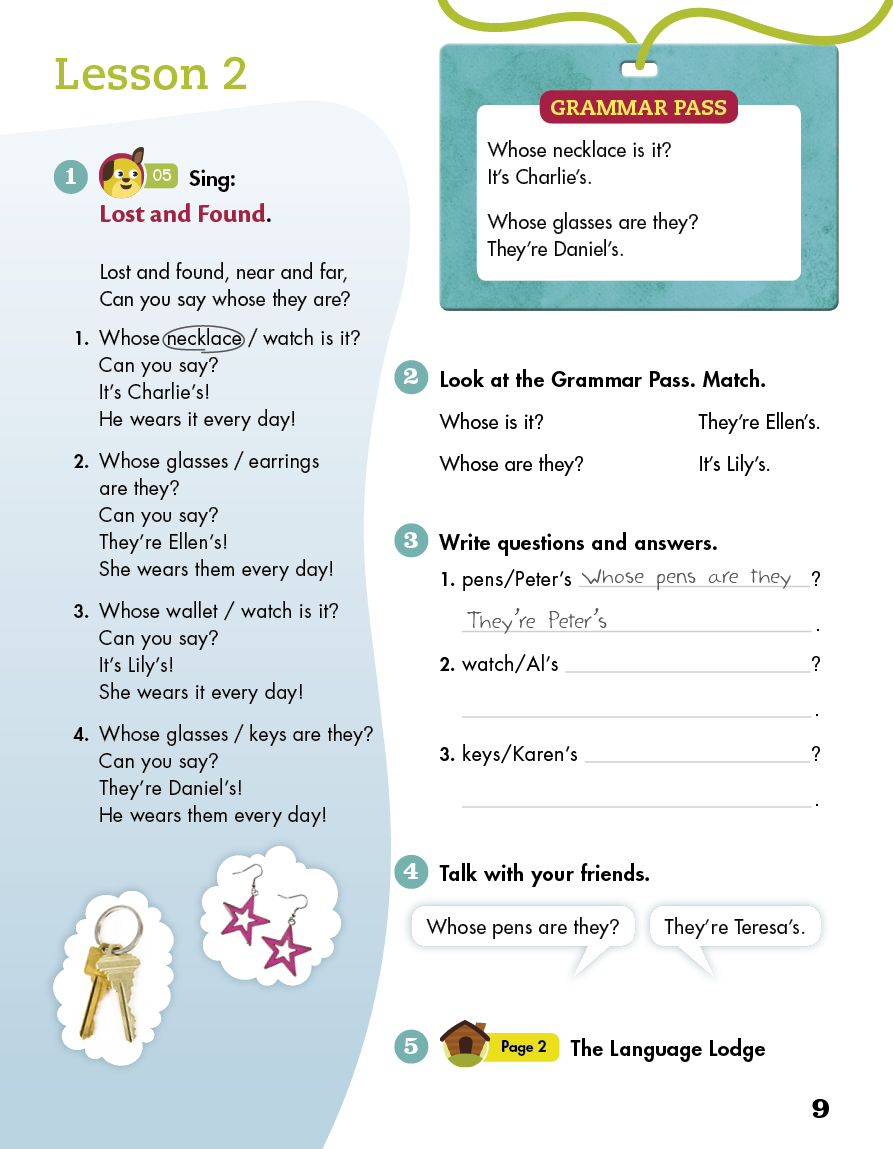 Lesson 2
1 05 Sing:
Lost and Found.
Lost and found, near and far,
Can you say whose they are?
1. Whose necklace / watch is it?
Can you say?
It's Charlie's!
He wears it every day!
2. Whose glasses / earrings
are they?
Can you say?
They're Ellen's!
She wears them every day!
3. Whose wallet / watch is it?
Can you say?
It's Lily's!
She wears it every day!
4. Whose glasses / keys are they?
Can you say?
They're Daniel's!
He wears them every day!
GRAMMAR PASS
Whose necklace is it?
It's Charlie's.
Whose glasses are they?
They're Daniel's.
2 Look at the Grammar Pass. Match.
Whose is it? They're Ellen's.
Whose are they? It's Lily's.
3 Write questions and answers.
1. pens/Peter's Whose pens are they ?
They're Peter's .
2. watch/Al's ?
.
3. keys/Karen's ?
.
4 Talk with your friends.
Whose pens are they? They're Teresa's.
5 Page 2 The Language Lodge
9